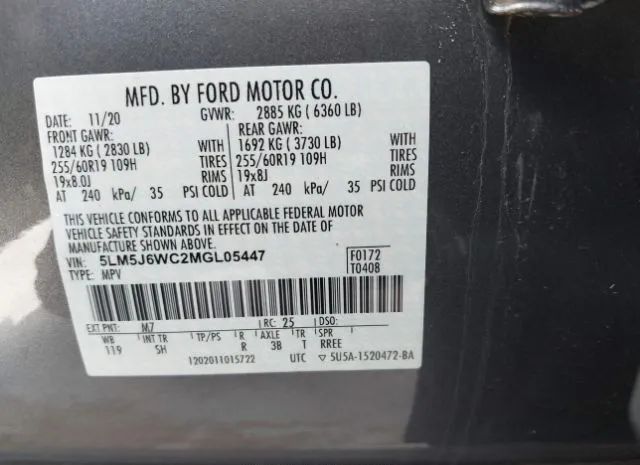 MFD. BY FORD MOTOR CO.
DATE: 11/20 GVWR: 2885 KG ( 6360 LB)
FRONT GAWR: REAR GAWR:
1284 KG ( 2830 LB) WITH 1692 KG ( 3730 LB) WITH
255/60R19 109H TIRES 255/60R19 109H TIRES
19x8.0J RIMS 19x8J RIMS
AT 240 kPa/ 35 PSI COLD AT 240 kPa/ 35 PSI COLD
THIS VEHICLE CONFORMS TO ALL APPLICABLE FEDERAL MOTOR
VEHICLE SAFETY STANDARDS IN EFFECT ON THE DATE OF
MANUFACTURE SHOWN ABOVE.
VIN: 5LM5J6WC2MGL05447 F0172
TYPE: MPV T0408
EXT PNT: M7 RC: 25 DSO:
WB INT TR TP/PS R AXLE TR SPR
119 SH R 3B T RREE
1202011015722 UTC ▽ 5U5A-1520472-BA